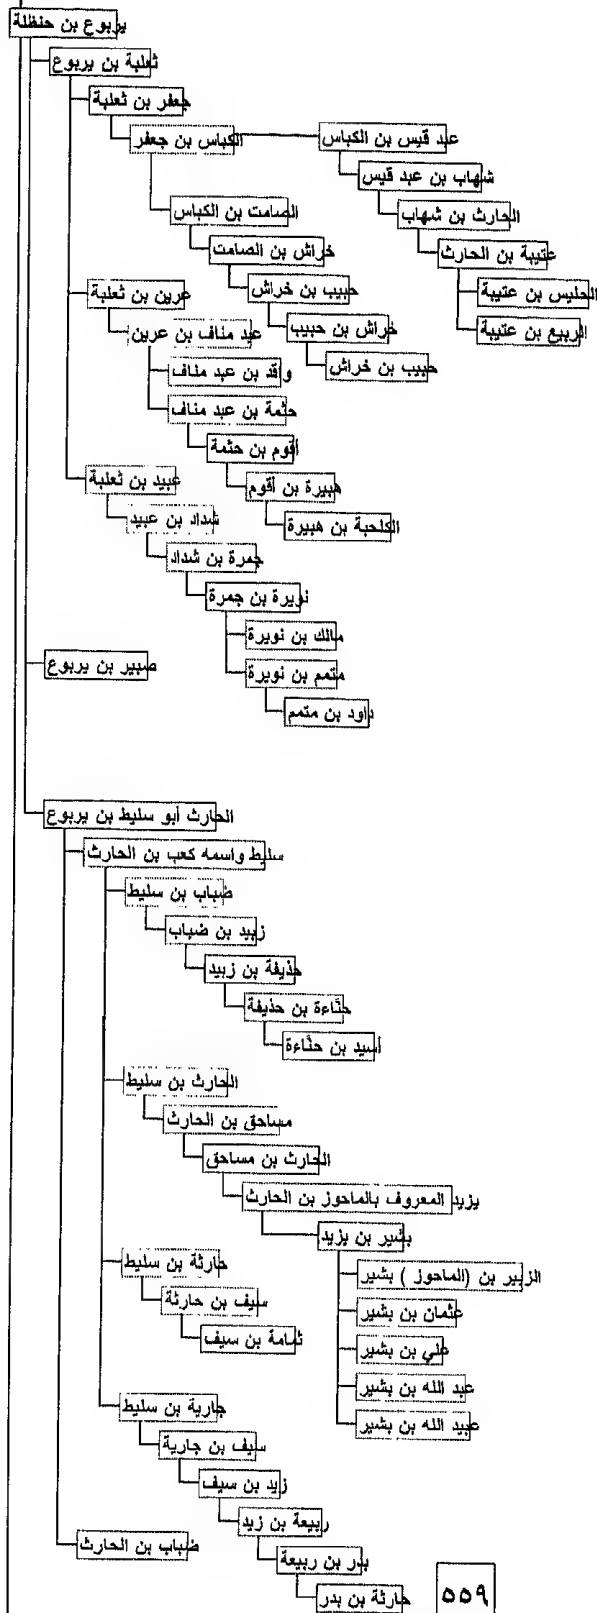 يربوع بن حنظلة
ثعلبة بن يربوع
جعفر بن ثعلبة
الكباس بن جعفر
عبد قيس بن الكباس
شهاب بن عبد قيس
الحارث بن شهاب
عتيبة بن الحارث
الحليس بن عتيبة
الربيع بن عتيبة
الصامت بن الكباس
خراش بن الصامت
حبيب بن خراش
خراش بن حبيب
حبيب بن خراش
عرين بن ثعلبة
عبد مناف بن عرين
واقد بن عبد مناف
حثمة بن عبد مناف
أقوم بن حثمة
هبيرة بن أقوم
الكلحبة بن هبيرة
عبيد بن ثعلبة
شداد بن عبيد
جمرة بن شداد
نويرة بن جمرة
مالك بن نويرة
متمم بن نويرة
داود بن متمم
صبير بن يربوع
الحارث أبو سليط بن يربوع
سليط واسمه كعب بن الحارث
ضباب بن سليط
زبيد بن ضباب
حذيفة بن زبيد
حنَّاءة بن حذيفة
أسيد بن حنَّاءة
الحارث بن سليط
مساحق بن الحارث
الحارث بن مساحق
يزيد المعروف بالماحوز بن الحارث
بشير بن يزيد
الزبير بن (الماحوز ) بشير
عثمان بن بشير
علي بن بشير
عبد الله بن بشير
عبيد الله بن بشير
حارثة بن سليط
سيف بن حارثة
ثمامة بن سيف
جارية بن سليط
سيف بن جارية
زيد بن سيف
ربيعة بن زيد
بدر بن ربيعة
حارثة بن بدر
ضباب بن الحارث
٥٥٩